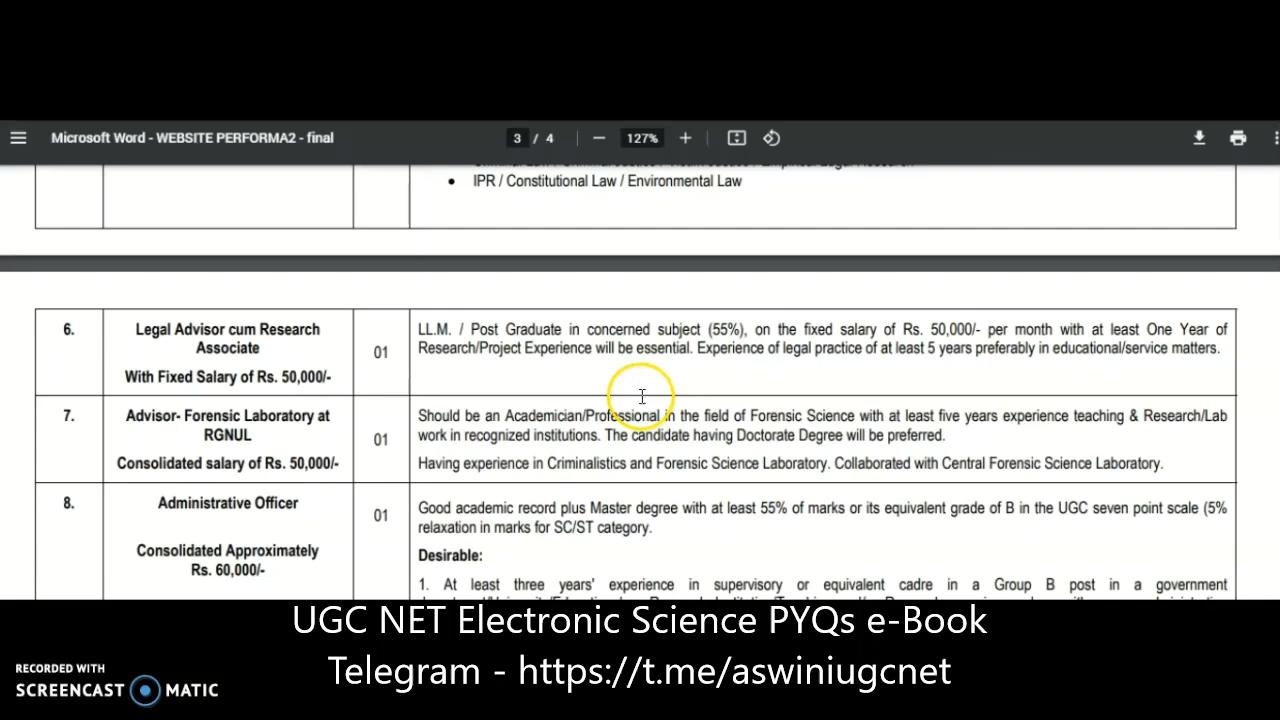 Microsoft Word - WEBSITE PERFORMA2 - final
3 / 4
127%
• IPR / Constitutional Law / Environmental Law
6.
Legal Advisor cum Research
Associate
With Fixed Salary of Rs. 50,000/-
01
LL.M. / Post Graduate in concerned subject (55%), on the fixed salary of Rs. 50,000/- per month with at least One Year of
Research/Project Experience will be essential. Experience of legal practice of at least 5 years preferably in educational/service matters.
7.
Advisor- Forensic Laboratory at
RGNUL
Consolidated salary of Rs. 50,000/-
01
Should be an Academician/Professional in the field of Forensic Science with at least five years experience teaching & Research/Lab
work in recognized institutions. The candidate having Doctorate Degree will be preferred.
Having experience in Criminalistics and Forensic Science Laboratory. Collaborated with Central Forensic Science Laboratory.
8.
Administrative Officer
Consolidated Approximately
Rs. 60,000/-
01
Good academic record plus Master degree with at least 55% of marks or its equivalent grade of B in the UGC seven point scale (5%
relaxation in marks for SC/ST category.
Desirable:
1. At least three years' experience in supervisory or equivalent cadre in a Group B post in a government
UGC NET Electronic Science PYQs e-Book
Telegram - https://t.me/aswiniugcnet
RECORDED WITH
SCREENCAST MATIC